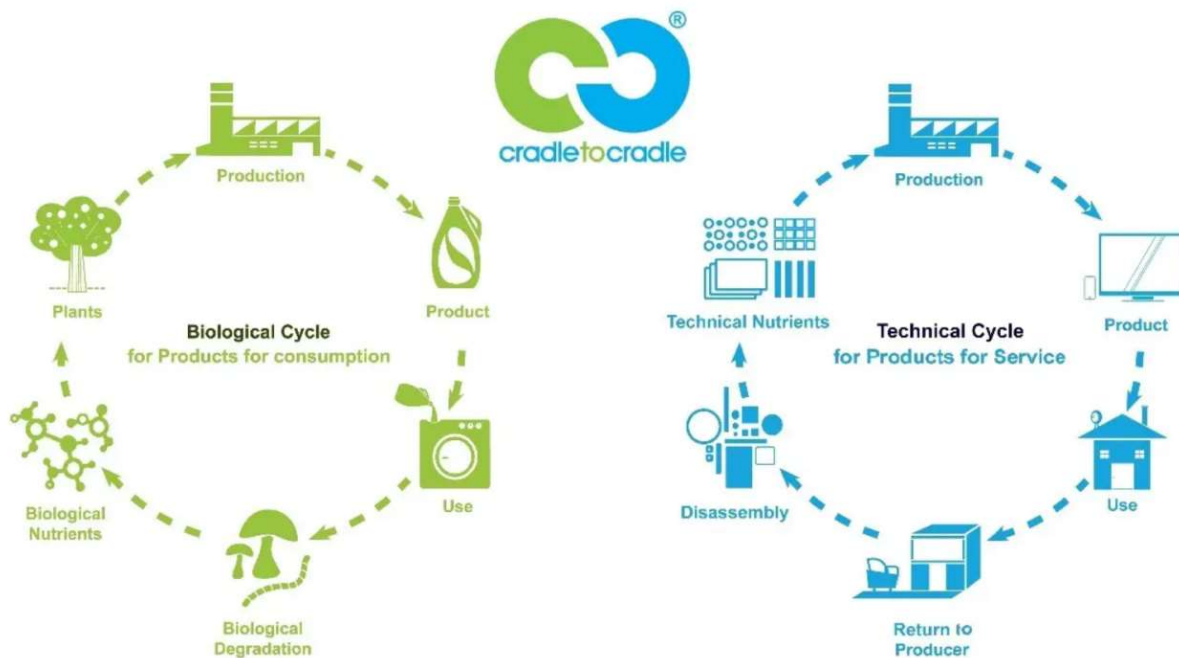 ®
cradletocradle
Production
Product
Use
Biological
Degradation
Biological
Nutrients
Plants
Biological Cycle
for Products for consumption
Production
Product
Use
Return to
Producer
Disassembly
Technical Nutrients
Technical Cycle
for Products for Service